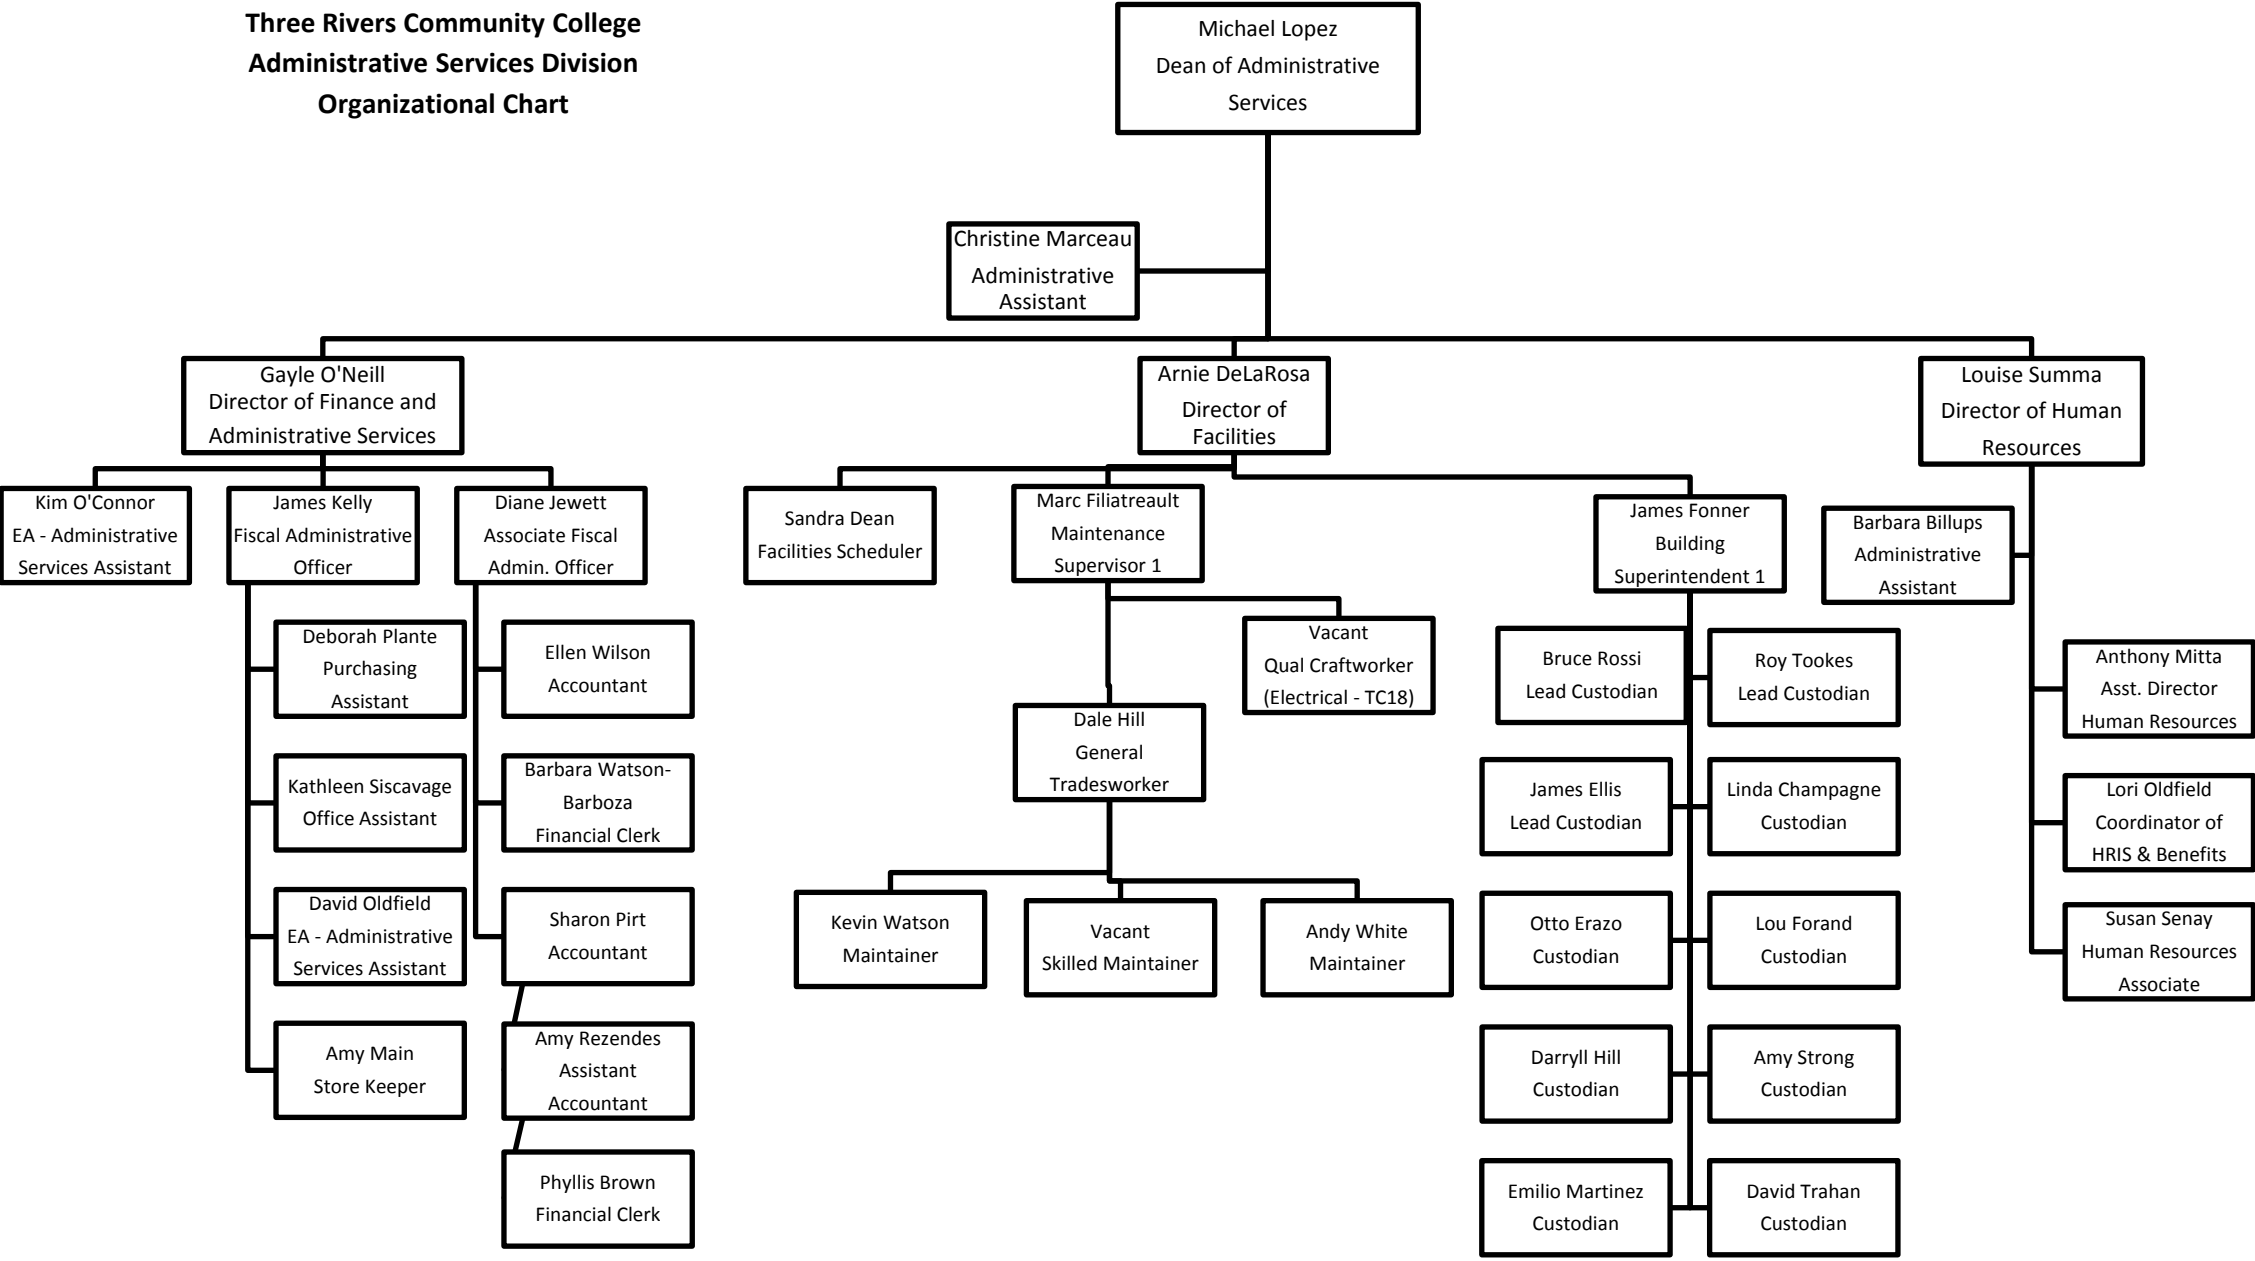 Three Rivers Community College
Administrative Services Division
Organizational Chart
Michael Lopez
Dean of Administrative
Services
Christine Marceau
Administrative
Assistant
Gayle O'Neill
Director of Finance and
Administrative Services
Arnie DeLaRosa
Director of
Facilities
Louise Summa
Director of Human
Resources
Kim O'Connor
EA - Administrative
Services Assistant
James Kelly
Fiscal Administrative
Officer
Diane Jewett
Associate Fiscal
Admin. Officer
Sandra Dean
Facilities Scheduler
Marc Filiatreault
Maintenance
Supervisor 1
James Fonner
Building
Superintendent 1
Barbara Billups
Administrative
Assistant
Deborah Plante
Purchasing
Assistant
Ellen Wilson
Accountant
Vacant
Qual Craftworker
(Electrical - TC18)
Bruce Rossi
Lead Custodian
Roy Tookes
Lead Custodian
Anthony Mitta
Asst. Director
Human Resources
Dale Hill
General
Tradesworker
Kathleen Siscavage
Office Assistant
Barbara Watson-
Barboza
Financial Clerk
James Ellis
Lead Custodian
Linda Champagne
Custodian
Lori Oldfield
Coordinator of
HRIS & Benefits
David Oldfield
EA - Administrative
Services Assistant
Sharon Pirt
Accountant
Kevin Watson
Maintainer
Vacant
Skilled Maintainer
Andy White
Maintainer
Otto Erazo
Custodian
Lou Forand
Custodian
Susan Senay
Human Resources
Associate
Amy Main
Store Keeper
Amy Rezendes
Assistant
Accountant
Darryll Hill
Custodian
Amy Strong
Custodian
Phyllis Brown
Financial Clerk
Emilio Martinez
Custodian
David Trahan
Custodian